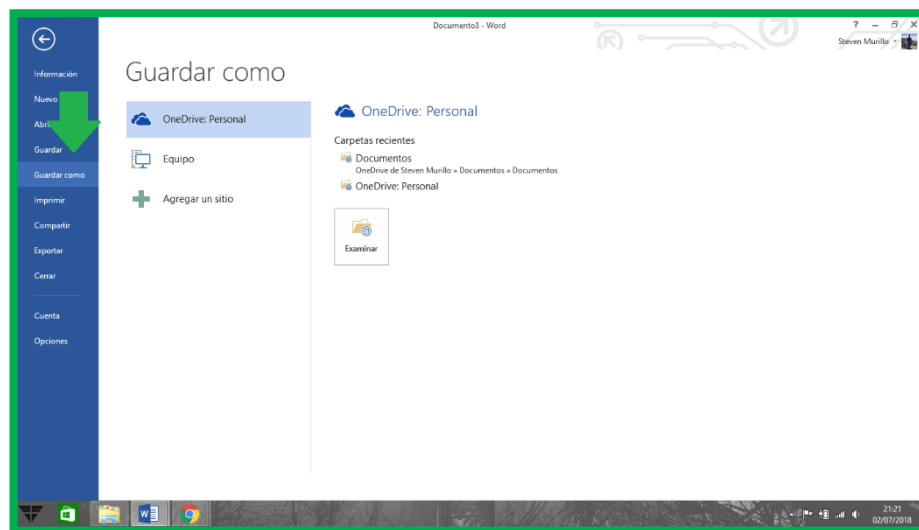 Documento3 - Word
? – X
Steven Murillo
Información
Nuevo
Guardar
Guardar como
Imprimir
Compartir
Exportar
Cerrar
Cuenta
Opciones
Guardar como
OneDrive: Personal
Equipo
Agregar un sitio
OneDrive: Personal
Carpetas recientes
Documentos
OneDrive de Steven Murillo » Documentos » Documentos
OneDrive: Personal
Examinar
21:21
02/07/2018